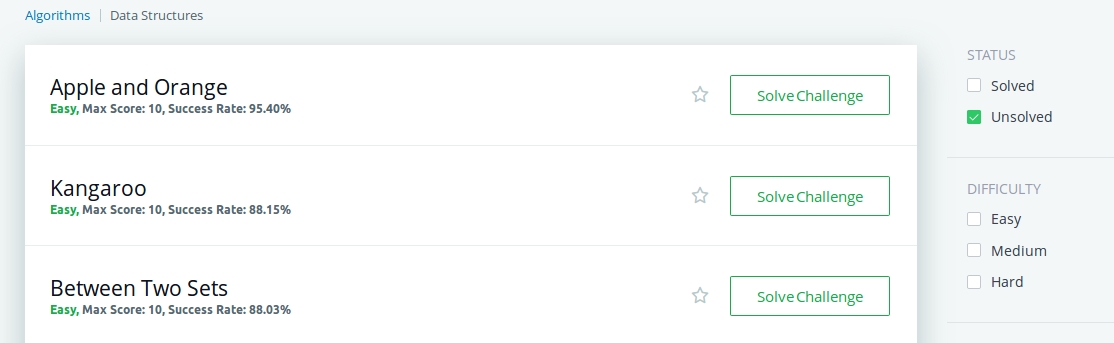 Algorithms | Data Structures
Apple and Orange
Easy, Max Score: 10, Success Rate: 95.40%
Solve Challenge
Kangaroo
Easy, Max Score: 10, Success Rate: 88.15%
Solve Challenge
Between Two Sets
Easy, Max Score: 10, Success Rate: 88.03%
Solve Challenge
STATUS
Solved
Unsolved
DIFFICULTY
Easy
Medium
Hard